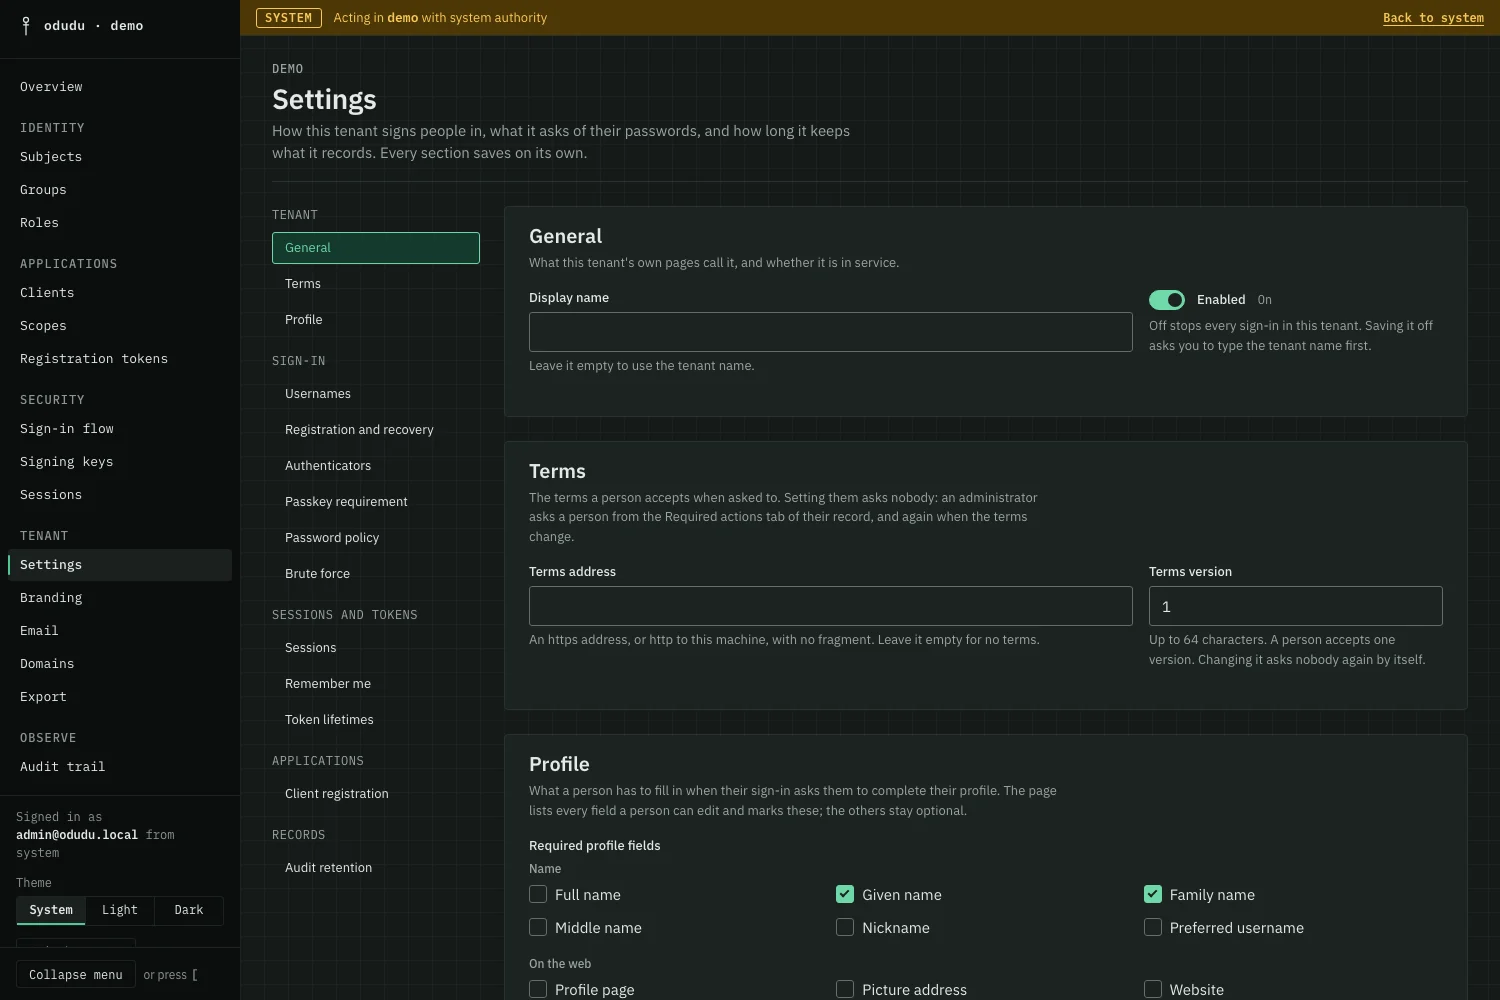 odudu · demo
SYSTEM Acting in demo with system authority Back to system
Overview
IDENTITY
Subjects
Groups
Roles
APPLICATIONS
Clients
Scopes
Registration tokens
SECURITY
Sign-in flow
Signing keys
Sessions
TENANT
Settings
Branding
Email
Domains
Export
OBSERVE
Audit trail
Signed in as
admin@odudu.local from
system
Theme
System Light Dark
Collapse menu or press [
DEMO
Settings
How this tenant signs people in, what it asks of their passwords, and how long it keeps
what it records. Every section saves on its own.
TENANT
General
Terms
Profile
SIGN-IN
Usernames
Registration and recovery
Authenticators
Passkey requirement
Password policy
Brute force
SESSIONS AND TOKENS
Sessions
Remember me
Token lifetimes
APPLICATIONS
Client registration
RECORDS
Audit retention
General
What this tenant's own pages call it, and whether it is in service.
Display name
Leave it empty to use the tenant name.
Enabled On
Off stops every sign-in in this tenant. Saving it off
asks you to type the tenant name first.
Terms
The terms a person accepts when asked to. Setting them asks nobody: an administrator
asks a person from the Required actions tab of their record, and again when the terms
change.
Terms address
An https address, or http to this machine, with no fragment. Leave it empty for no terms.
Terms version
1
Up to 64 characters. A person accepts one
version. Changing it asks nobody again by itself.
Profile
What a person has to fill in when their sign-in asks them to complete their profile. The page
lists every field a person can edit and marks these; the others stay optional.
Required profile fields
Name
Full name Given name Family name
Middle name Nickname Preferred username
On the web
Profile page Picture address Website